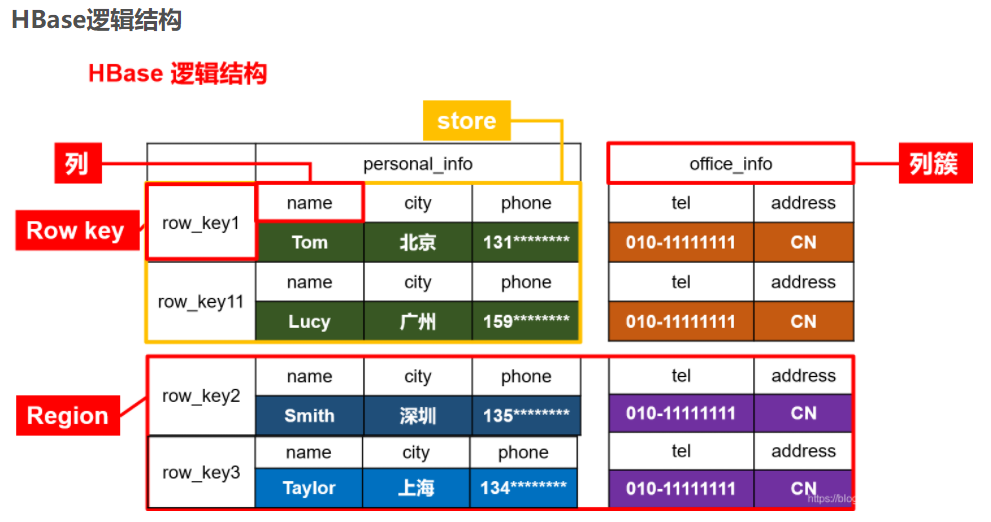 HBase逻辑结构
HBase 逻辑结构
store
列
personal_info
office_info
列簇
Row key
row_key1
name city phone
tel address
Tom 北京 131********
010-11111111 CN
row_key11
name city phone
tel address
Lucy 广州 159********
010-11111111 CN
Region
row_key2
name city phone
tel address
Smith 深圳 135********
010-11111111 CN
row_key3
name city phone
tel address
Taylor 上海 134********
010-11111111 CN